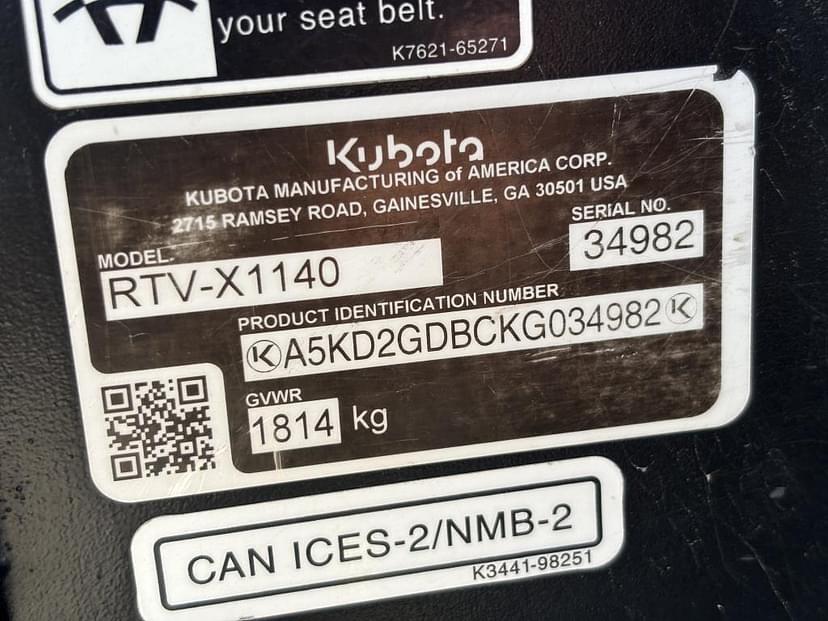 your seat belt.
K7621-65271
Kubota
KUBOTA MANUFACTURING of AMERICA CORP.
2715 RAMSEY ROAD, GAINESVILLE, GA 30501 USA
SERIAL NO.
34982
MODEL.
RTV-X1140
PRODUCT IDENTIFICATION NUMBER
A5KD2GDBCKG034982
GVWR
1814 kg
CAN ICES-2/NMB-2
K3441-98251